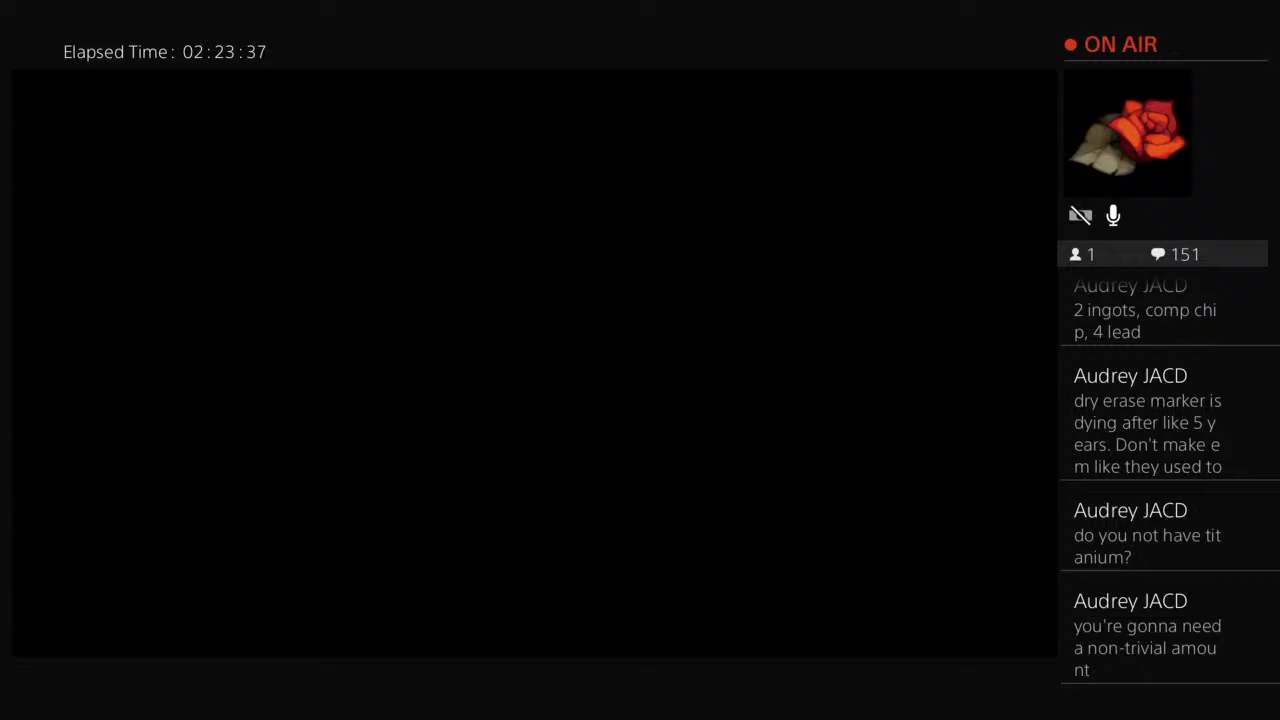 Elapsed Time: 02:23:37
ON AIR
1 151
Audrey JACD
2 ingots, comp chi
p, 4 lead
Audrey JACD
dry erase marker is
dying after like 5 y
ears. Don't make e
m like they used to
Audrey JACD
do you not have tit
anium?
Audrey JACD
you're gonna need
a non-trivial amou
nt